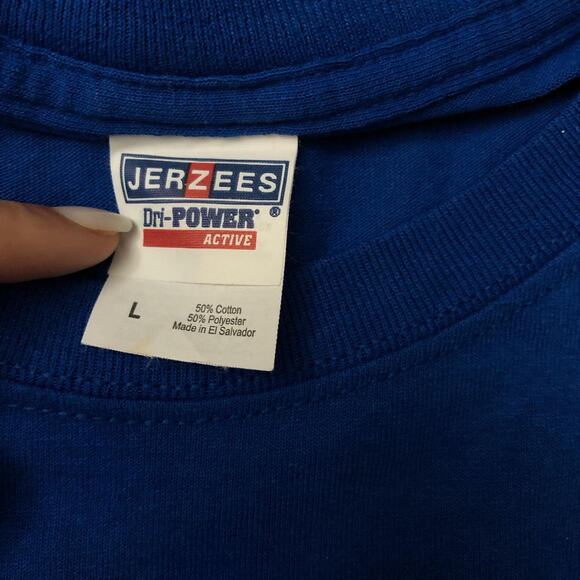 JERZEES
Dri-POWER® ®
ACTIVE
L
50% Cotton
50% Polyester
Made in El Salvador